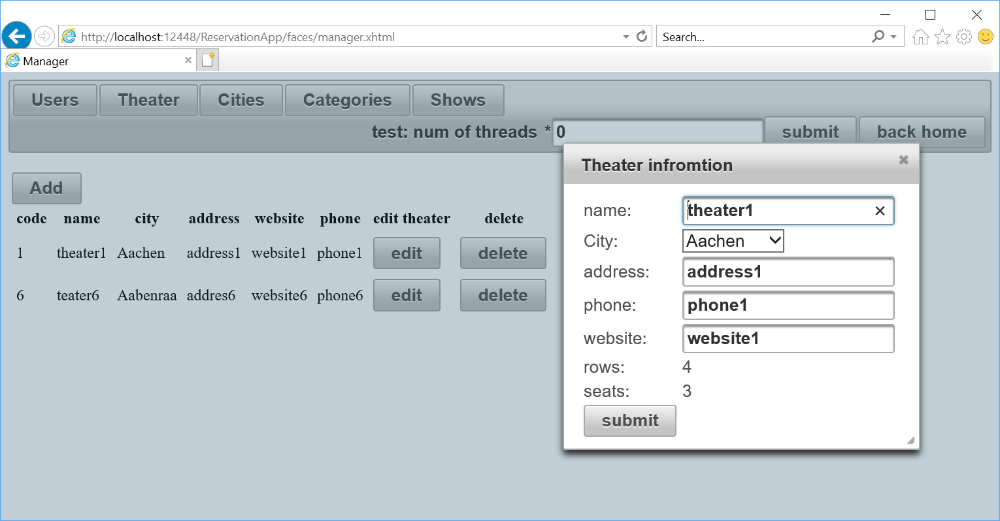 http://localhost:12448/ReservationApp/faces/manager.xhtml
Search...
Manager
Users Theater Cities Categories Shows
test: num of threads * 0 submit back home
Theater infromtion
name: theater1
City: Aachen
address: address1
phone: phone1
website: website1
rows: 4
seats: 3
submit
Add
code name city address website phone edit theater delete
1 theater1 Aachen address1 website1 phone1 edit delete
6 teater6 Aabenraa addres6 website6 phone6 edit delete